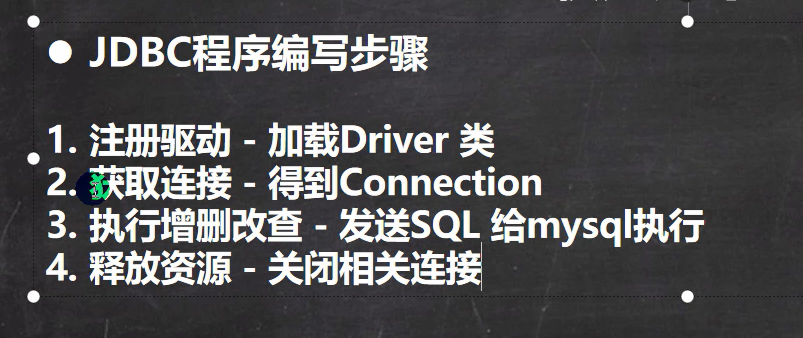 ● JDBC程序编写步骤
1. 注册驱动 - 加载Driver 类
2. 获取连接 - 得到Connection
3. 执行增删改查 - 发送SQL 给mysql执行
4. 释放资源 - 关闭相关连接